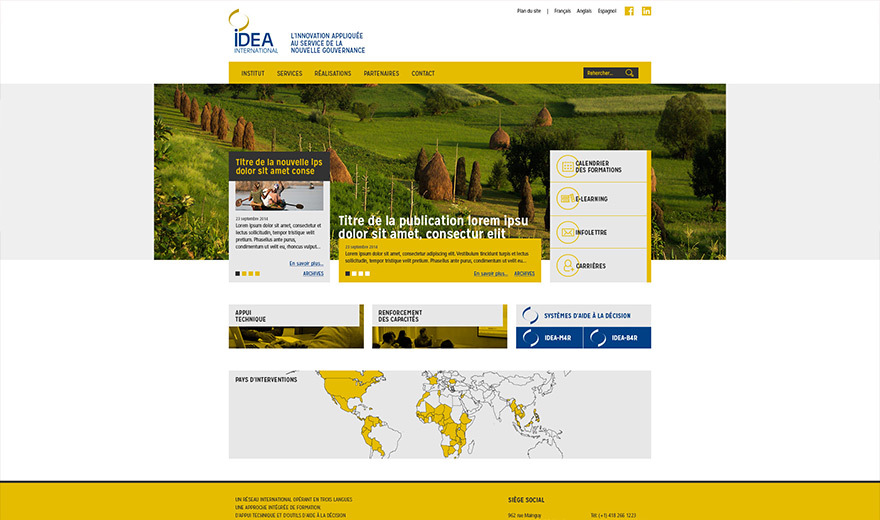 Plan du site | Français Anglais Espagnol
IDEA
INTERNATIONAL
L'INNOVATION APPLIQUÉE
AU SERVICE DE LA
NOUVELLE GOUVERNANCE
INSTITUT SERVICES RÉALISATIONS PARTENAIRES CONTACT
Rehercher...
Titre de la nouvelle ips
dolor sit amet conse
23 septembre 2018
Lorem ipsum dolor sit amet, consectetur et
lectus sollicitudin, tempor tristique velit
pretium. Phasellus ante purus,
condimentum ut velit eu, rhoncus vulput...
En savoir plus...
ARCHIVES
Titre de la publication lorem ipsu
dolor sit amet, consectur elit
23 septembre 2018
Lorem ipsum dolor sit amet, consectetur adipiscing elit. Vestibulum tincidunt turpis et lectus
sollicitudin, tempor tristique velit pretium. Phasellus ante purus, condimentum ut velit eu...
En savoir plus... ARCHIVES
CALENDRIER
DES FORMATIONS
E-LEARNING
INFOLETTRE
CARRIÈRES
APPUI
TECHNIQUE
RENFORCEMENT
DES CAPACITÉS
SYSTÈMES D'AIDE À LA DÉCISION
IDEA-M4R IDEA-B4R
PAYS D'INTERVENTIONS
UN RÉSEAU INTERNATIONAL OPÉRANT EN TROIS LANGUES
UNE APPROCHE INTÉGRÉE DE FORMATION,
D'APPUI TECHNIQUE ET D'OUTILS D'AIDE À LA DÉCISION
SIÈGE SOCIAL
962 rue Mainguy Tél: (+1) 418 266 1223